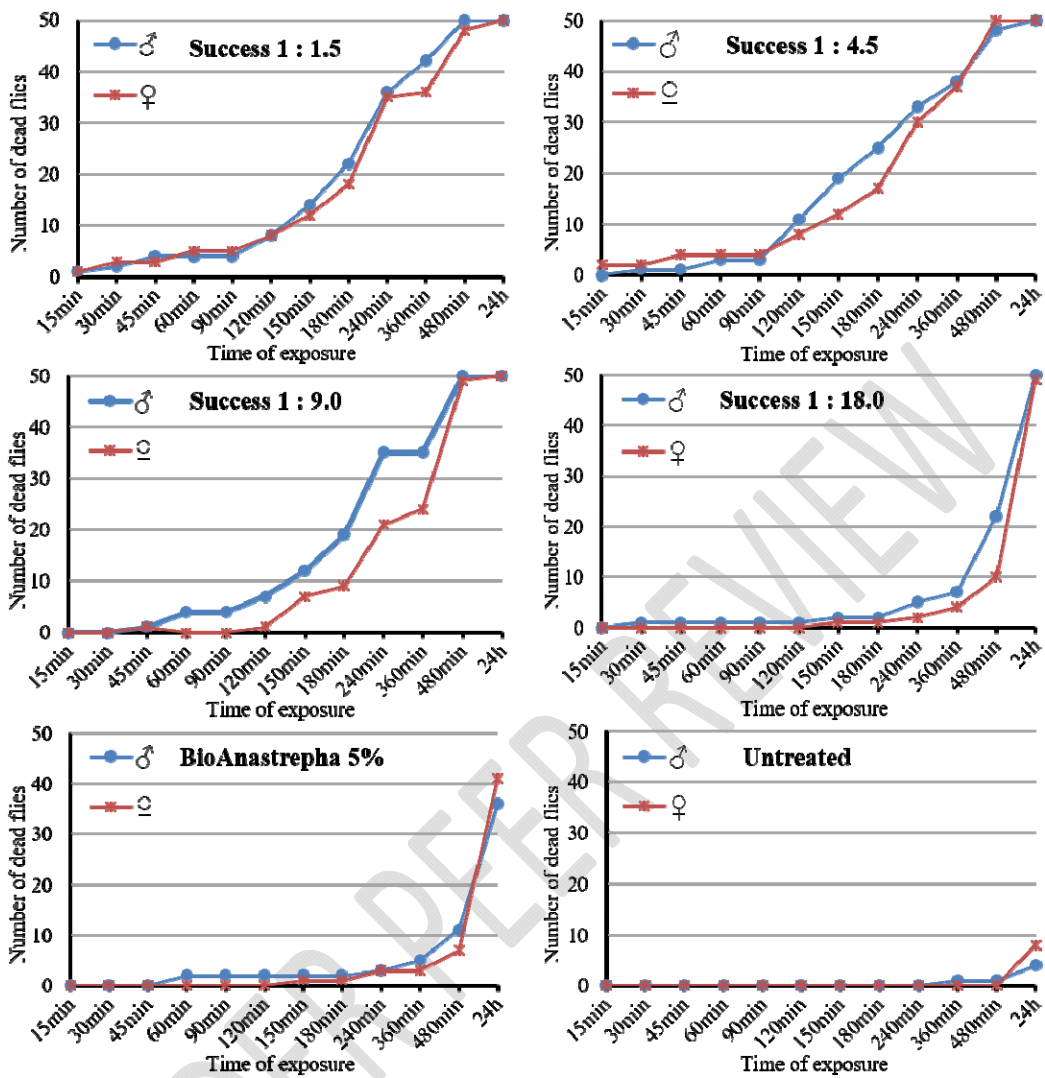 50
40
30
20
10
0
Number of dead flies
♂
♀
Success 1 : 1.5
15min
30min
45min
60min
90min
120min
150min
180min
240min
360min
480min
24h
Time of exposure
50
40
30
20
10
0
Number of dead flies
♂
♀
Success 1 : 4.5
15min
30min
45min
60min
90min
120min
150min
180min
240min
360min
480min
24h
Time of exposure
50
40
30
20
10
0
Number of dead flies
♂
♀
Success 1 : 9.0
15min
30min
45min
60min
90min
120min
150min
180min
240min
360min
480min
24h
Time of exposure
50
40
30
20
10
0
Number of dead flies
♂
♀
Success 1 : 18.0
15min
30min
45min
60min
90min
120min
150min
180min
240min
360min
480min
24h
Time of exposure
50
40
30
20
10
0
Number of dead flies
♂
♀
BioAnastrepha 5%
15min
30min
45min
60min
90min
120min
150min
180min
240min
360min
480min
24h
Time of exposure
50
40
30
20
10
0
Number of dead flies
♂
♀
Untreated
15min
30min
45min
60min
90min
120min
150min
180min
240min
360min
480min
24h
Time of exposure
PEER REVIEW